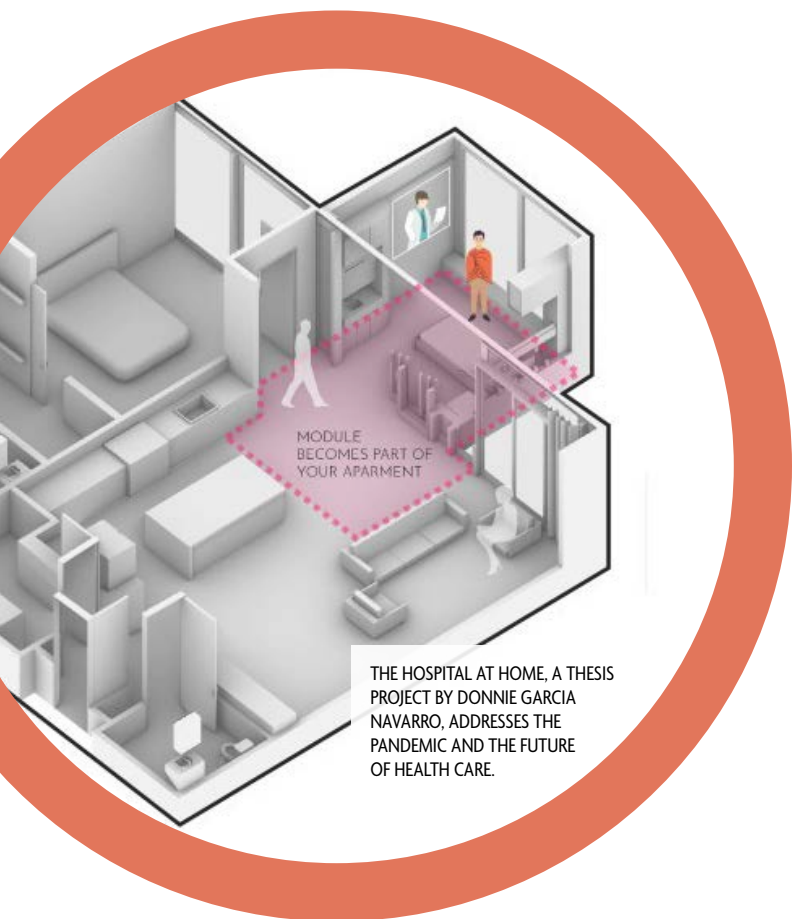 MODULE
BECOMES PART OF
YOUR APARMENT
THE HOSPITAL AT HOME, A THESIS
PROJECT BY DONNIE GARCIA
NAVARRO, ADDRESSES THE
PANDEMIC AND THE FUTURE
OF HEALTH CARE.